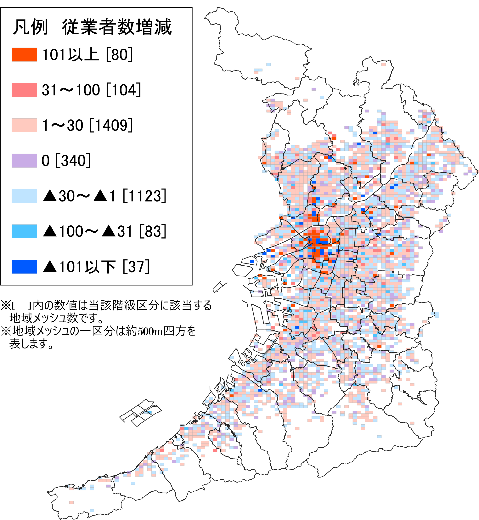 凡例 従業者数増減
101以上 [80]
31～100 [104]
1～30 [1409]
0 [340]
▲30～▲1 [1123]
▲100～▲31 [83]
▲101以下 [37]
※[ ]内の数値は当該階級区分に該当する
地域メッシュ数です。
※地域メッシュの一区分は約500m四方を
表します。